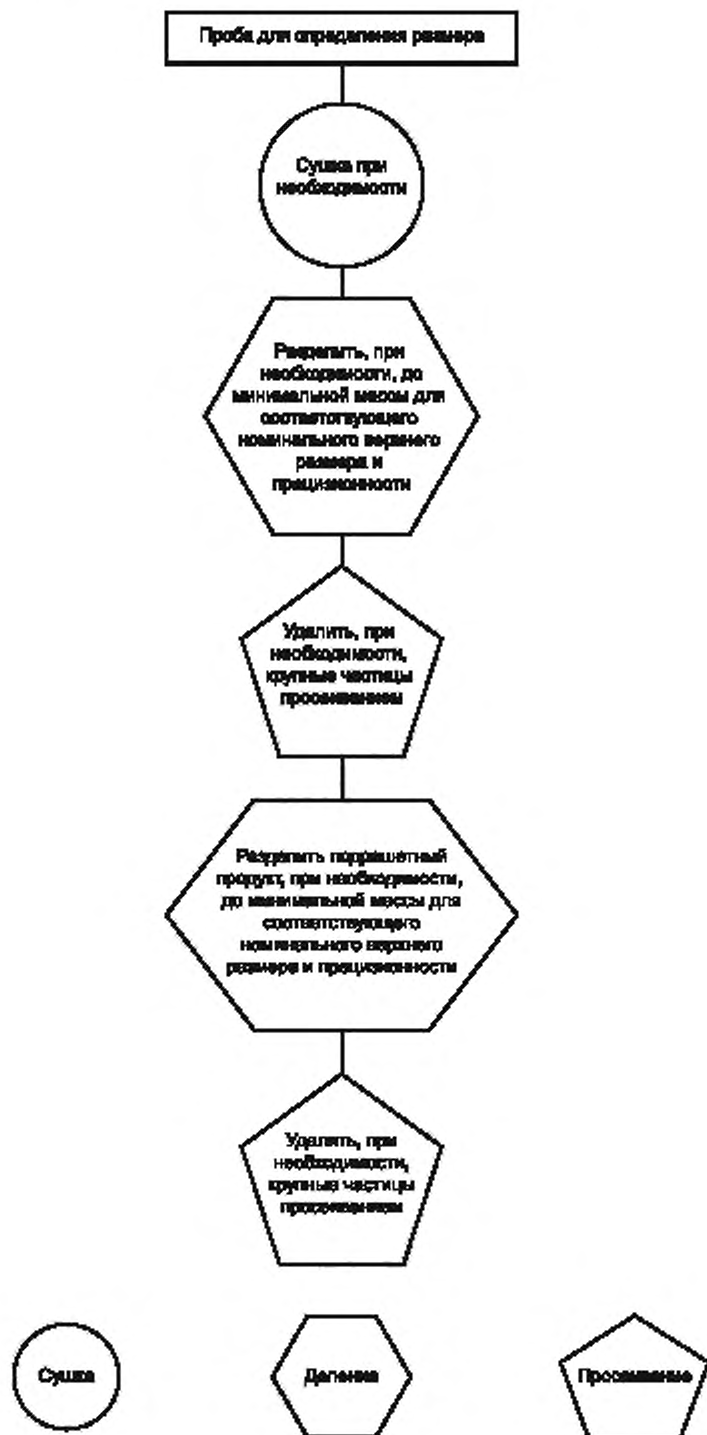 Проба для определения размера
Сушка при
необходимости
Разделить, при
необходимости, до
минимальной массы для
соответствующего
номинального верхнего
размера и
прецизионности
Удалить, при
необходимости,
крупные частицы
просеиванием
Разделить подрешетный
продукт, при необходимости,
до минимальной массы для
соответствующего
номинального верхнего
размера и прецизионности
Удалить, при
необходимости,
крупные частицы
просеиванием
Сушка
Деление
Просеивание